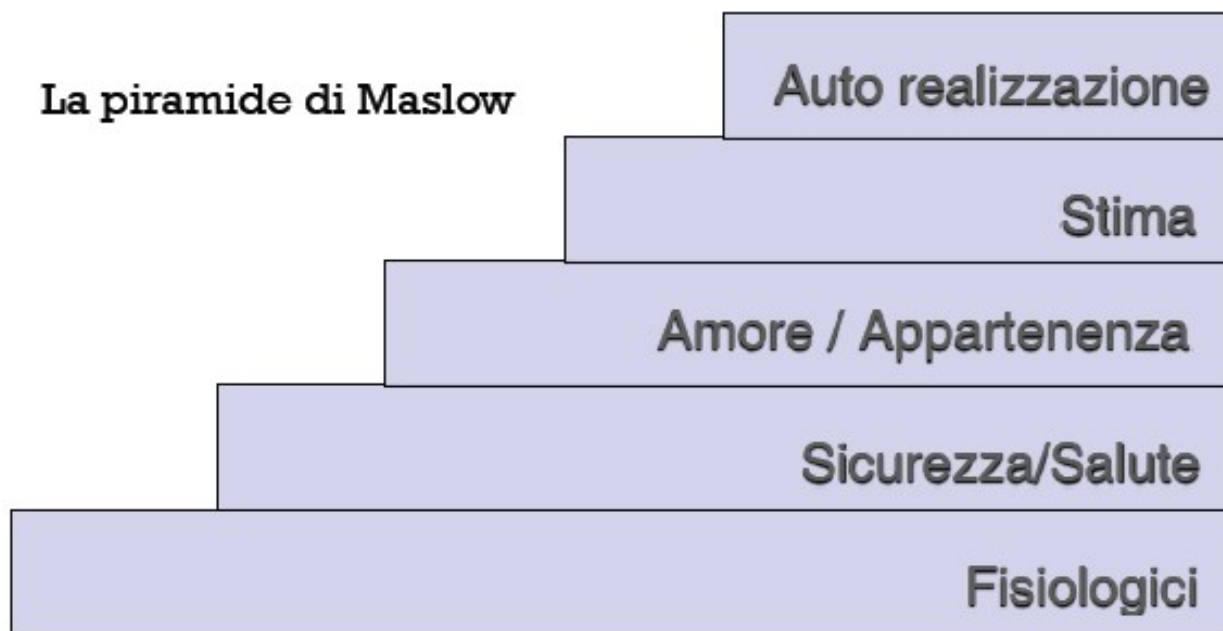 La piramide di Maslow
Auto realizzazione
Stima
Amore / Appartenenza
Sicurezza/Salute
Fisiologici